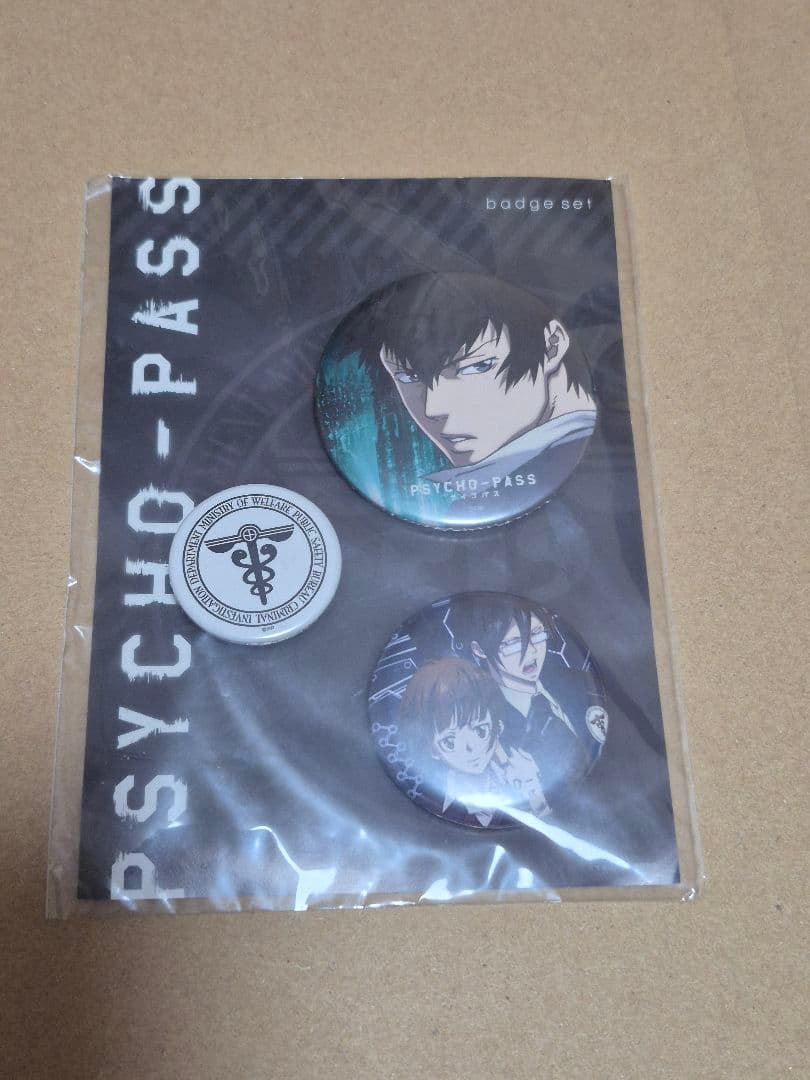 badge set
PSYCHO-PASS
PSYCHO-PASS
サイコパス
MINISTRY OF WELFARE PUBLIC SAFETY BUREAU CRIMINAL INVESTIGATION DEPARTMENT